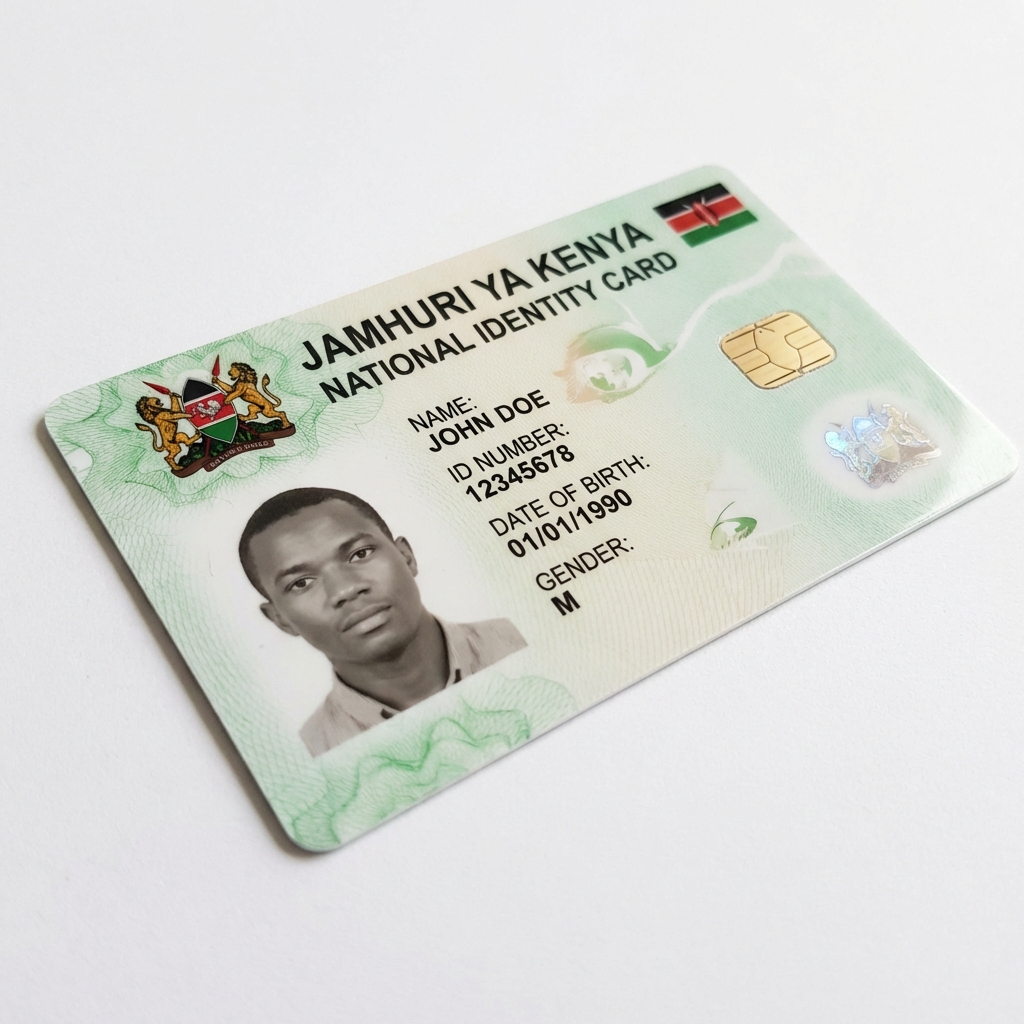 JAMHURI YA KENYA
NATIONAL IDENTITY CARD
NAME:
JOHN DOE
ID NUMBER:
12345678
DATE OF BIRTH:
01/01/1990
GENDER:
M